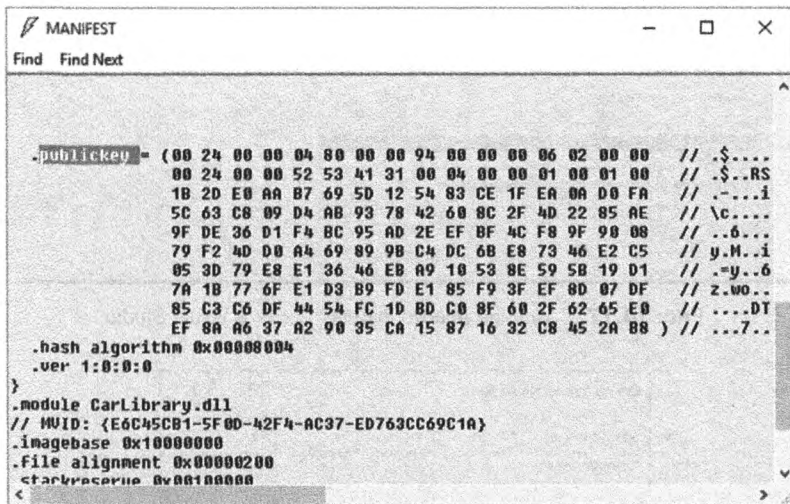 MANIFEST
Find Find Next
.publickey = (00 24 00 00 04 80 00 00 94 00 00 00 06 02 00 00 // .$....
00 24 00 00 52 53 41 31 00 04 00 00 01 00 01 00 // .$..RS
1B 2D E0 AA B7 69 5D 12 54 83 CE 1F EA 0A D0 FA // .-...i
5C 63 C8 09 D4 AB 93 78 42 60 8C 2F 4D 22 85 AE // \c....
9F DE 36 D1 F4 BC 95 AD 2E EF BF 4C F8 9F 90 08 // ..6...
79 F2 4D D0 A4 69 89 9B C4 DC 6B E8 73 46 E2 C5 // y.M..i
05 3D 79 E8 E1 36 46 EB A9 10 53 8E 59 5B 19 D1 // .=y..6
7A 1B 77 6F E1 D3 B9 FD E1 85 F9 3F EF 8D 07 DF // z.wo..
85 C3 C6 DF 44 54 FC 1D BD C0 8F 60 2F 62 65 E0 // ....DT
EF 8A A6 37 A2 90 35 CA 15 87 16 32 C8 45 2A B8 ) // ...7..
.hash algorithm 0x00008004
.ver 1:0:0:0
}
.module CarLibrary.dll
// MVID: {E6C45CB1-5F0D-42F4-AC37-ED763CC69C1A}
.imagebase 0x10000000
.file alignment 0x00000200
.stackreserve 0x00100000